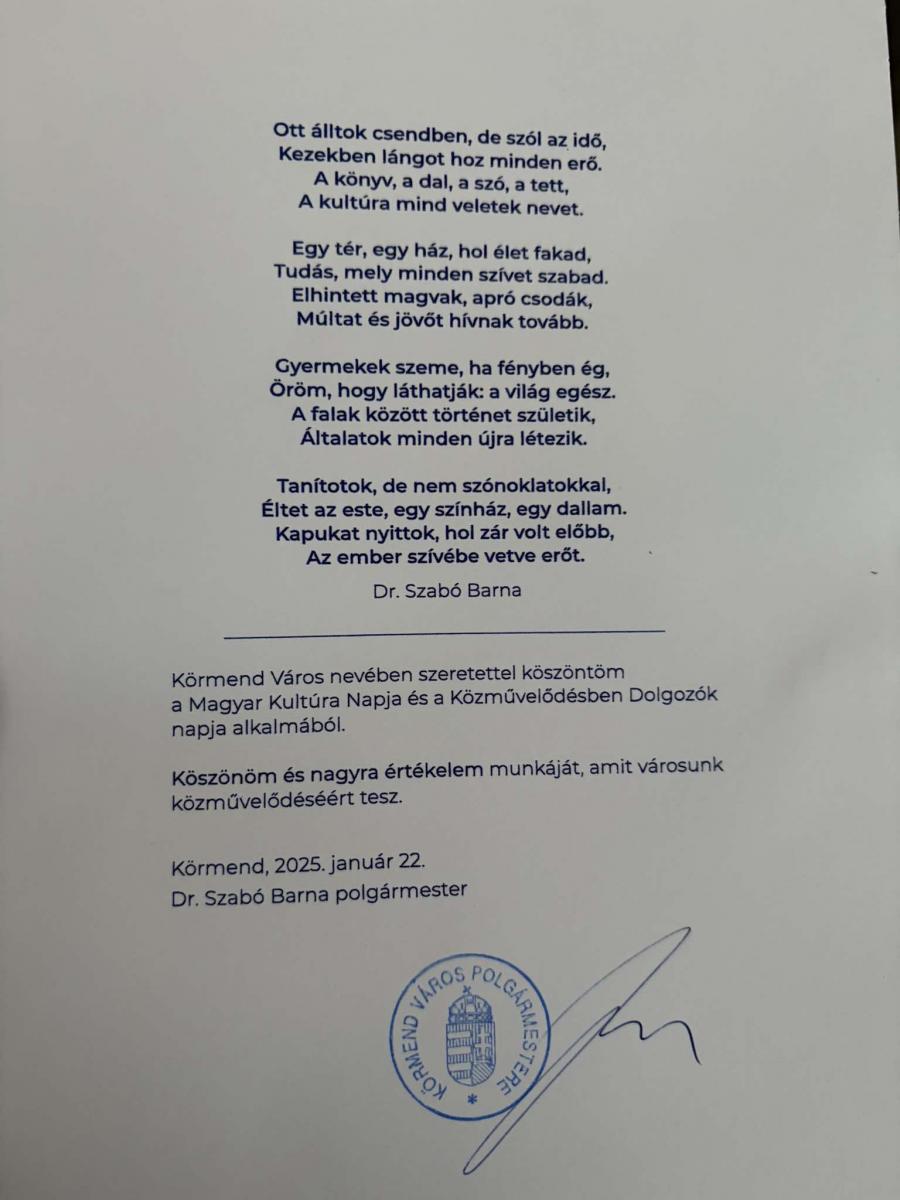 Ott álltok csendben, de szól az idő,
Kezekben lángot hoz minden erő.
A könyv, a dal, a szó, a tett,
A kultúra mind veletek nevet.
Egy tér, egy ház, hol élet fakad,
Tudás, mely minden szívet szabad.
Elhintett magvak, apró csodák,
Múltat és jövőt hívnak tovább.
Gyermekek szeme, ha fényben ég,
Öröm, hogy láthatják: a világ egész.
A falak között történet születik,
Általatok minden újra létezik.
Tanítotok, de nem szónoklatokkal,
Éltet az este, egy színház, egy dallam.
Kapukat nyittok, hol zár volt előbb,
Az ember szívébe vetve erőt.
Dr. Szabó Barna
Körmend Város nevében szeretettel köszöntöm
a Magyar Kultúra Napja és a Közművelődésben Dolgozók
napja alkalmából.
Köszönöm és nagyra értékelem munkáját, amit városunk
közművelődéséért tesz.
Körmend, 2025. január 22.
Dr. Szabó Barna polgármester
KÖRMEND VÁROS POLGÁRMESTERE *